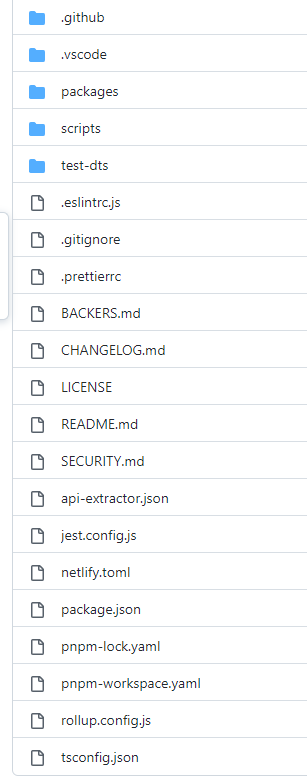 .github
.vscode
packages
scripts
test-dts
.eslintrc.js
.gitignore
.prettierrc
BACKERS.md
CHANGELOG.md
LICENSE
README.md
SECURITY.md
api-extractor.json
jest.config.js
netlify.toml
package.json
pnpm-lock.yaml
pnpm-workspace.yaml
rollup.config.js
tsconfig.json